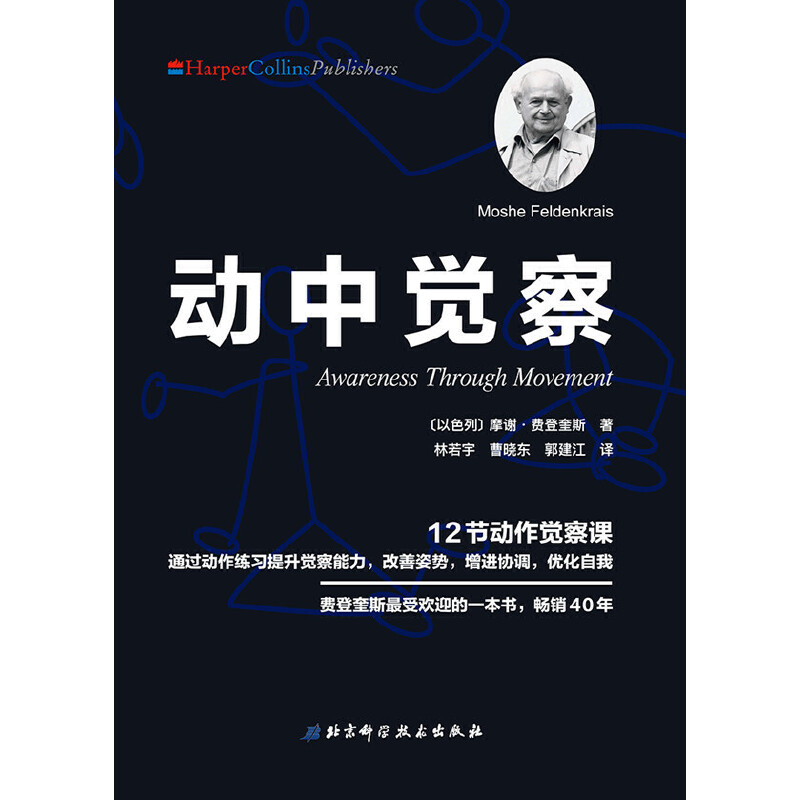 HarperCollinsPublishers
Moshe Feldenkrais
动中觉察
Awareness Through Movement
〔以色列〕摩谢·费登奎斯 著
林若宇 曹晓东 郭建江 译
12节动作觉察课
通过动作练习提升觉察能力，改善姿势，增进协调，优化自我
费登奎斯最受欢迎的一本书，畅销40年
北京科学技术出版社